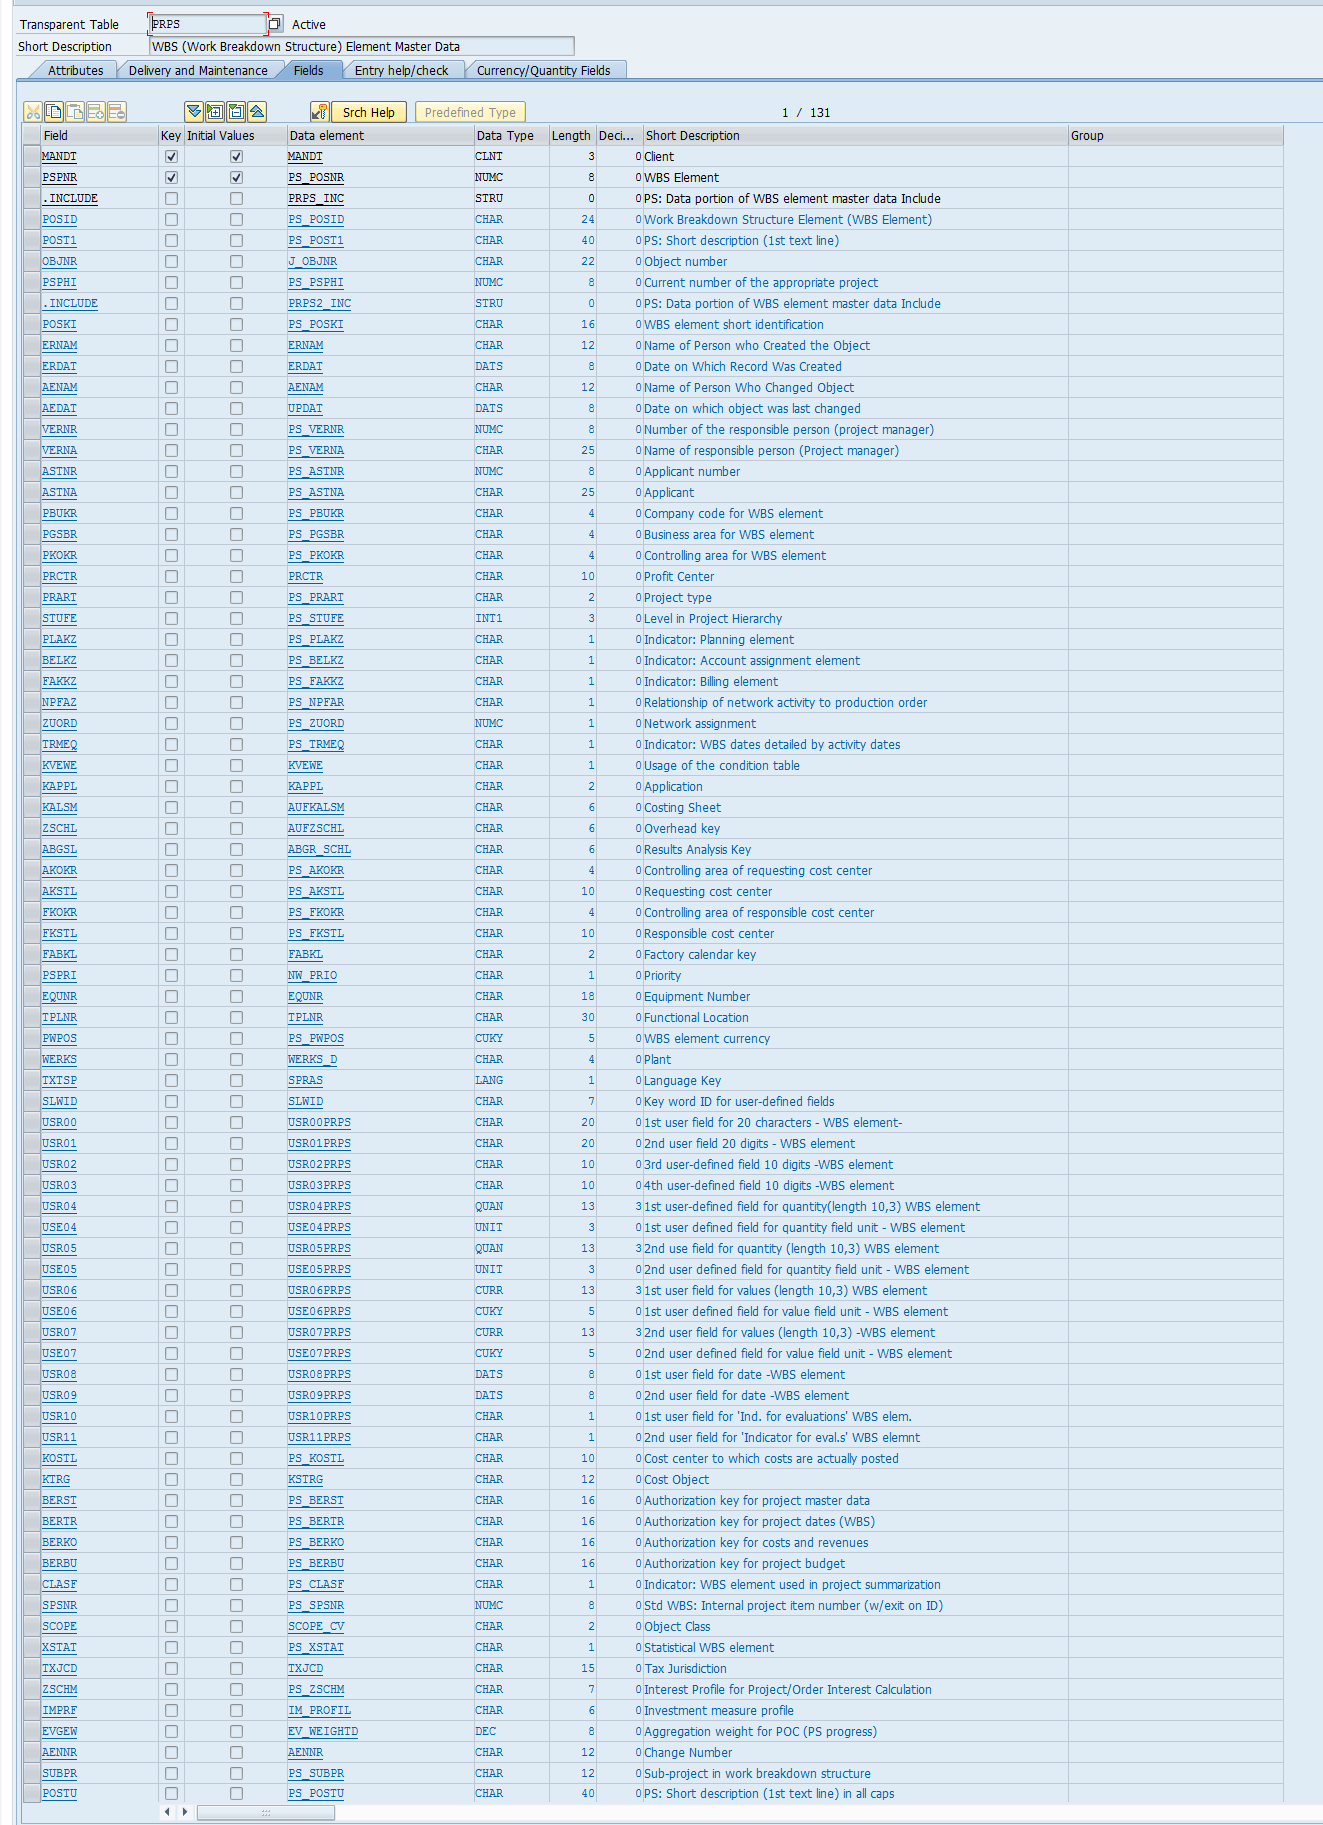 Transparent Table PRPS Active
Short Description WBS (Work Breakdown Structure) Element Master Data
Attributes Delivery and Maintenance Fields Entry help/check Currency/Quantity Fields
Srch Help Predefined Type 1 / 131
Field Key Initial Values Data element Data Type Length Deci... Short Description Group
MANDT MANDT CLNT 3 0 Client
PSPNR PS_POSNR NUMC 8 0 WBS Element
.INCLUDE PRPS_INC STRU 0 0 PS: Data portion of WBS element master data Include
POSID PS_POSID CHAR 24 0 Work Breakdown Structure Element (WBS Element)
POST1 PS_POST1 CHAR 40 0 PS: Short description (1st text line)
OBJNR J_OBJNR CHAR 22 0 Object number
PSPHI PS_PSPHI NUMC 8 0 Current number of the appropriate project
.INCLUDE PRPS2_INC STRU 0 0 PS: Data portion of WBS element master data Include
POSKI PS_POSKI CHAR 16 0 WBS element short identification
ERNAM ERNAM CHAR 12 0 Name of Person who Created the Object
ERDAT ERDAT DATS 8 0 Date on Which Record Was Created
AENAM AENAM CHAR 12 0 Name of Person Who Changed Object
AEDAT UPDAT DATS 8 0 Date on which object was last changed
VERNR PS_VERNR NUMC 8 0 Number of the responsible person (project manager)
VERNA PS_VERNA CHAR 25 0 Name of responsible person (Project manager)
ASTNR PS_ASTNR NUMC 8 0 Applicant number
ASTNA PS_ASTNA CHAR 25 0 Applicant
PBUKR PS_PBUKR CHAR 4 0 Company code for WBS element
PGSBR PS_PGSBR CHAR 4 0 Business area for WBS element
PKOKR PS_PKOKR CHAR 4 0 Controlling area for WBS element
PRCTR PRCTR CHAR 10 0 Profit Center
PRART PS_PRART CHAR 2 0 Project type
STUFE PS_STUFE INT1 3 0 Level in Project Hierarchy
PLAKZ PS_PLAKZ CHAR 1 0 Indicator: Planning element
BELKZ PS_BELKZ CHAR 1 0 Indicator: Account assignment element
FAKKZ PS_FAKKZ CHAR 1 0 Indicator: Billing element
NPFAZ PS_NPFAR CHAR 1 0 Relationship of network activity to production order
ZUORD PS_ZUORD NUMC 1 0 Network assignment
TRMEQ PS_TRMEQ CHAR 1 0 Indicator: WBS dates detailed by activity dates
KVEWE KVEWE CHAR 1 0 Usage of the condition table
KAPPL KAPPL CHAR 2 0 Application
KALSM AUFKALSM CHAR 6 0 Costing Sheet
ZSCHL AUFZSCHL CHAR 6 0 Overhead key
ABGSL ABGR_SCHL CHAR 6 0 Results Analysis Key
AKOKR PS_AKOKR CHAR 4 0 Controlling area of requesting cost center
AKSTL PS_AKSTL CHAR 10 0 Requesting cost center
FKOKR PS_FKOKR CHAR 4 0 Controlling area of responsible cost center
FKSTL PS_FKSTL CHAR 10 0 Responsible cost center
FABKL FABKL CHAR 2 0 Factory calendar key
PSPRI NW_PRIO CHAR 1 0 Priority
EQUNR EQUNR CHAR 18 0 Equipment Number
TPLNR TPLNR CHAR 30 0 Functional Location
PWPOS PS_PWPOS CUKY 5 0 WBS element currency
WERKS WERKS_D CHAR 4 0 Plant
TXTSP SPRAS LANG 1 0 Language Key
SLWID SLWID CHAR 7 0 Key word ID for user-defined fields
USR00 USR00PRPS CHAR 20 0 1st user field for 20 characters - WBS element-
USR01 USR01PRPS CHAR 20 0 2nd user field 20 digits - WBS element
USR02 USR02PRPS CHAR 10 0 3rd user-defined field 10 digits -WBS element
USR03 USR03PRPS CHAR 10 0 4th user-defined field 10 digits -WBS element
USR04 USR04PRPS QUAN 13 3 1st user-defined field for quantity(length 10,3) WBS element
USE04 USE04PRPS UNIT 3 0 1st user defined field for quantity field unit - WBS element
USR05 USR05PRPS QUAN 13 3 2nd use field for quantity (length 10,3) WBS element
USE05 USE05PRPS UNIT 3 0 2nd user defined field for quantity field unit - WBS element
USR06 USR06PRPS CURR 13 3 1st user field for values (length 10,3) WBS element
USE06 USE06PRPS CUKY 5 0 1st user defined field for value field unit - WBS element
USR07 USR07PRPS CURR 13 3 2nd user field for values (length 10,3) -WBS element
USE07 USE07PRPS CUKY 5 0 2nd user defined field for value field unit - WBS element
USR08 USR08PRPS DATS 8 0 1st user field for date -WBS element
USR09 USR09PRPS DATS 8 0 2nd user field for date -WBS element
USR10 USR10PRPS CHAR 1 0 1st user field for 'Ind. for evaluations' WBS elem.
USR11 USR11PRPS CHAR 1 0 2nd user field for 'Indicator for eval.s' WBS elemnt
KOSTL PS_KOSTL CHAR 10 0 Cost center to which costs are actually posted
KTRG KSTRG CHAR 12 0 Cost Object
BERST PS_BERST CHAR 16 0 Authorization key for project master data
BERTR PS_BERTR CHAR 16 0 Authorization key for project dates (WBS)
BERKO PS_BERKO CHAR 16 0 Authorization key for costs and revenues
BERBU PS_BERBU CHAR 16 0 Authorization key for project budget
CLASF PS_CLASF CHAR 1 0 Indicator: WBS element used in project summarization
SPSNR PS_SPSNR NUMC 8 0 Std WBS: Internal project item number (w/exit on ID)
SCOPE SCOPE_CV CHAR 2 0 Object Class
XSTAT PS_XSTAT CHAR 1 0 Statistical WBS element
TXJCD TXJCD CHAR 15 0 Tax Jurisdiction
ZSCHM PS_ZSCHM CHAR 7 0 Interest Profile for Project/Order Interest Calculation
IMPRF IM_PROFIL CHAR 6 0 Investment measure profile
EVGEW EV_WEIGHTD DEC 8 0 Aggregation weight for POC (PS progress)
AENNR AENNR CHAR 12 0 Change Number
SUBPR PS_SUBPR CHAR 12 0 Sub-project in work breakdown structure
POSTU PS_POSTU CHAR 40 0 PS: Short description (1st text line) in all caps